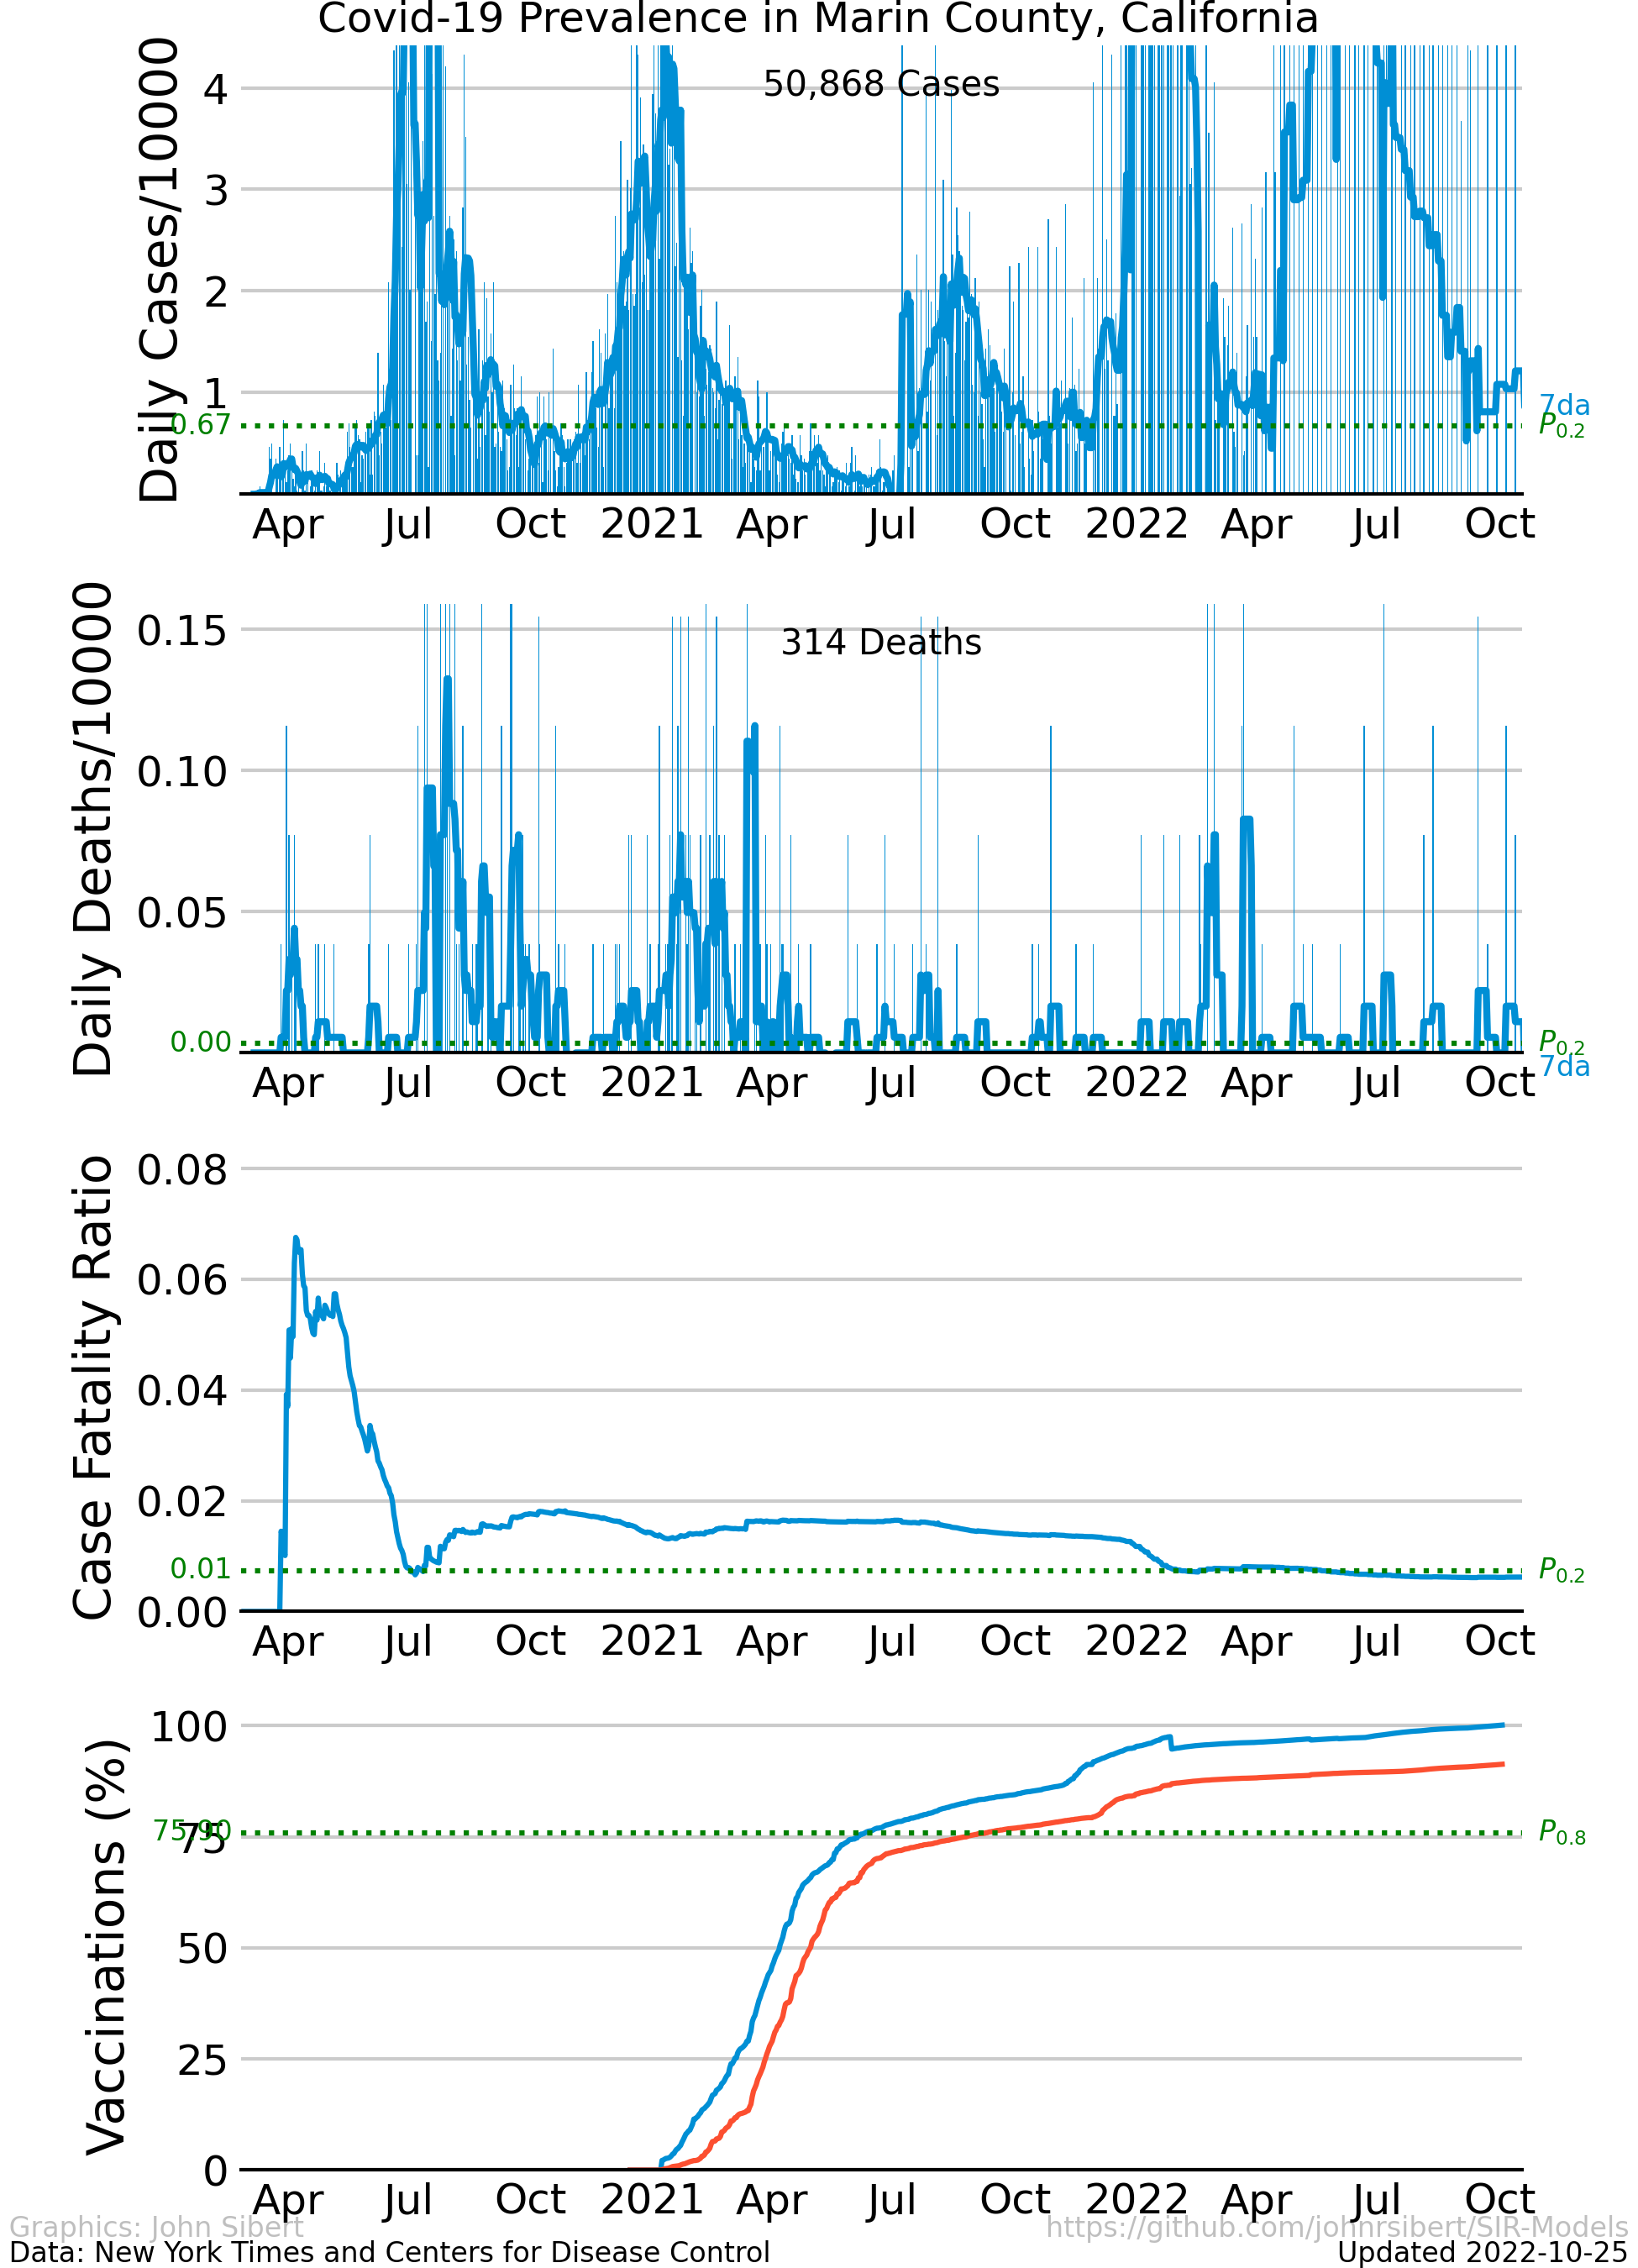 Covid-19 Prevalence in Marin County, California
Daily Cases/10000
50,868 Cases
4
3
2
1
0.67
7da
P0.2
Apr Jul Oct 2021 Apr Jul Oct 2022 Apr Jul Oct
Daily Deaths/10000
314 Deaths
0.15
0.10
0.05
0.00
P0.2
7da
Apr Jul Oct 2021 Apr Jul Oct 2022 Apr Jul Oct
Case Fatality Ratio
0.08
0.06
0.04
0.02
0.01
P0.2
0.00
Apr Jul Oct 2021 Apr Jul Oct 2022 Apr Jul Oct
Vaccinations (%)
100
75.90
75
P0.8
50
25
0
Apr Jul Oct 2021 Apr Jul Oct 2022 Apr Jul Oct
Graphics: John Sibert
https://github.com/johnrsibert/SIR-Models
Data: New York Times and Centers for Disease Control
Updated 2022-10-25